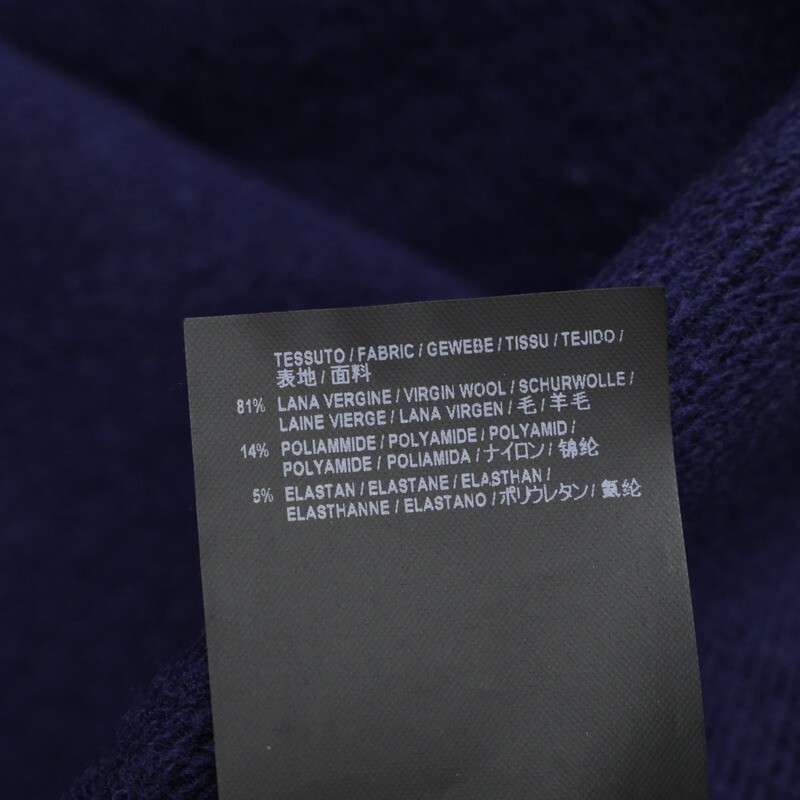 TESSUTO / FABRIC / GEWEBE / TISSU / TEJIDO /
表地 / 面料
81% LANA VERGINE / VIRGIN WOOL / SCHURWOLLE /
LAINE VIERGE / LANA VIRGEN / 毛 / 羊毛
14% POLIAMMIDE / POLYAMIDE / POLYAMID /
POLYAMIDE / POLIAMIDA / ナイロン / 锦纶
5% ELASTAN / ELASTANE / ELASTHAN /
ELASTHANNE / ELASTANO / ポリウレタン / 氨纶